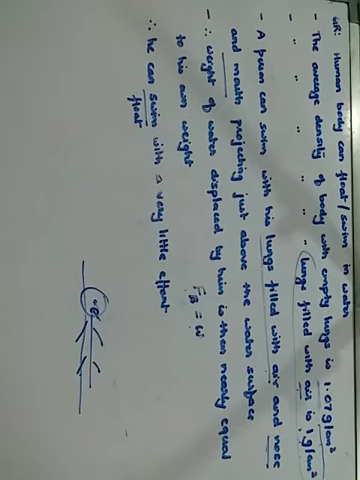 GR: Human body can float/swim in water
- The average density of body with empty lungs is 1.07 g/cm³
- " " " " " lungs filled with air is 1 g/cm³
- A person can swim with his lungs filled with air and nose
and mouth projecting just above the water surface
- ∴ weight of water displaced by him is then nearly equal
to his own weight
F_B = W
∴ he can swim with a very little effort
float